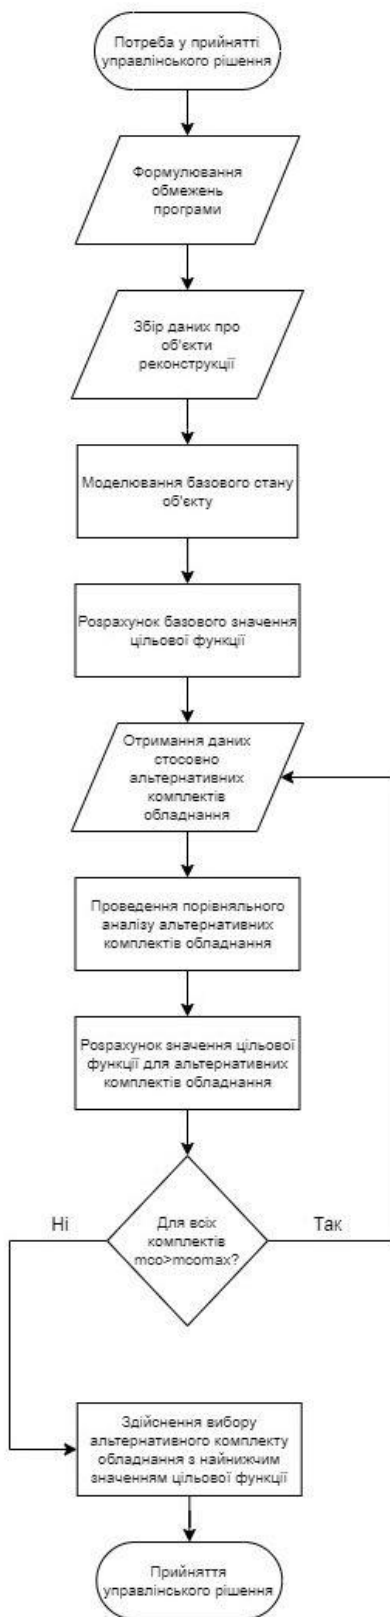 Потреба у прийнятті
управлінського рішення
Формулювання
обмежень
програми
Збір даних про
об'єкти
реконструкції
Моделювання базового стану
об'єкту
Розрахунок базового значення
цільової функції
Отримання даних
стосовно
альтернативних
комплектів
обладнання
Проведення порівняльного
аналізу альтернативних
комплектів обладнання
Розрахунок значення цільової
функції для альтернативних
комплектів обладнання
Ні
Для всіх
комплектів
mco>mcomax?
Так
Здійснення вибору
альтернативного комплекту
обладнання з найнижчим
значенням цільової функції
Прийняття
управлінського рішення